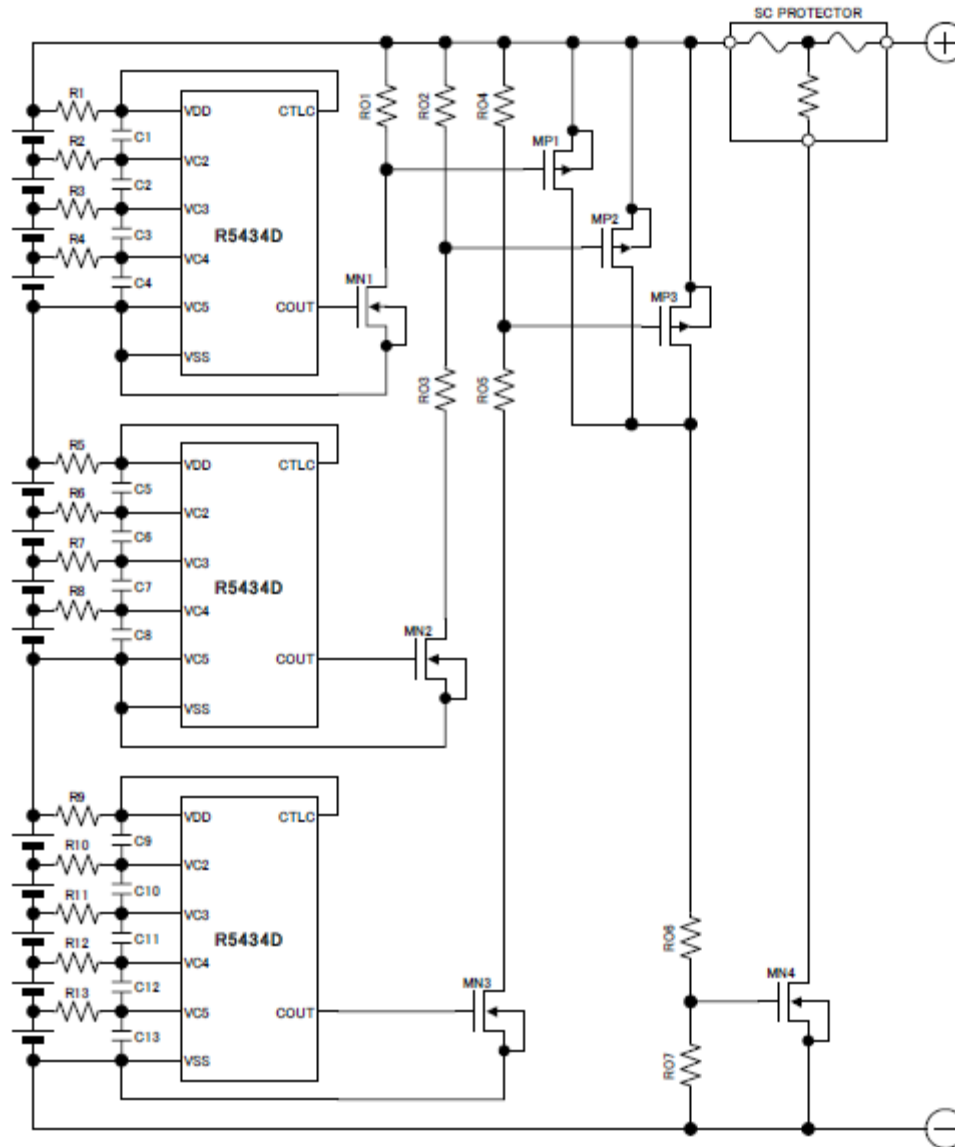 SC PROTECTOR
R1
VDD
CTLC
C1
R2
VC2
C2
R3
VC3
C3
R5434D
R4
VC4
C4
VC5
COUT
VSS
MN1
RO1
RO2
RO4
MP1
MP2
MP3
RO3
RO5
R5
VDD
CTLC
C5
R6
VC2
C6
R7
VC3
C7
R5434D
R8
VC4
C8
VC5
COUT
VSS
MN2
R9
VDD
CTLC
C9
R10
VC2
C10
R11
VC3
C11
R5434D
R12
VC4
C12
R13
VC5
COUT
C13
VSS
MN3
RO6
RO7
MN4